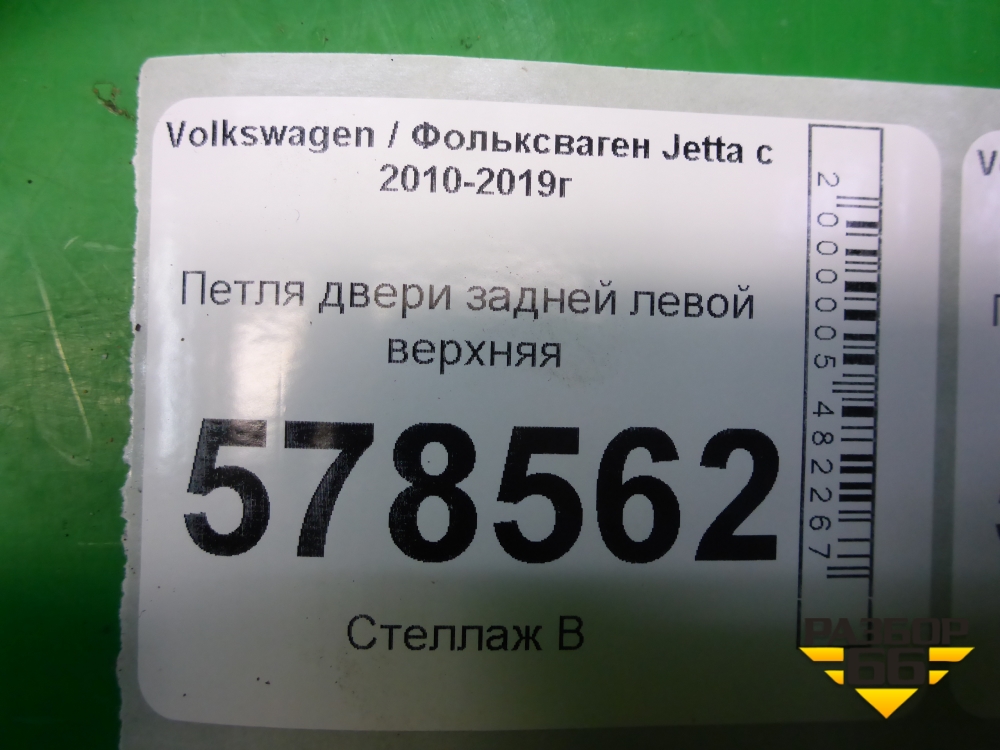 Volkswagen / Фольксваген Jetta с
2010-2019г
Петля двери задней левой
верхняя
578562
Стеллаж В
2000005482267
РАЗБОР
66